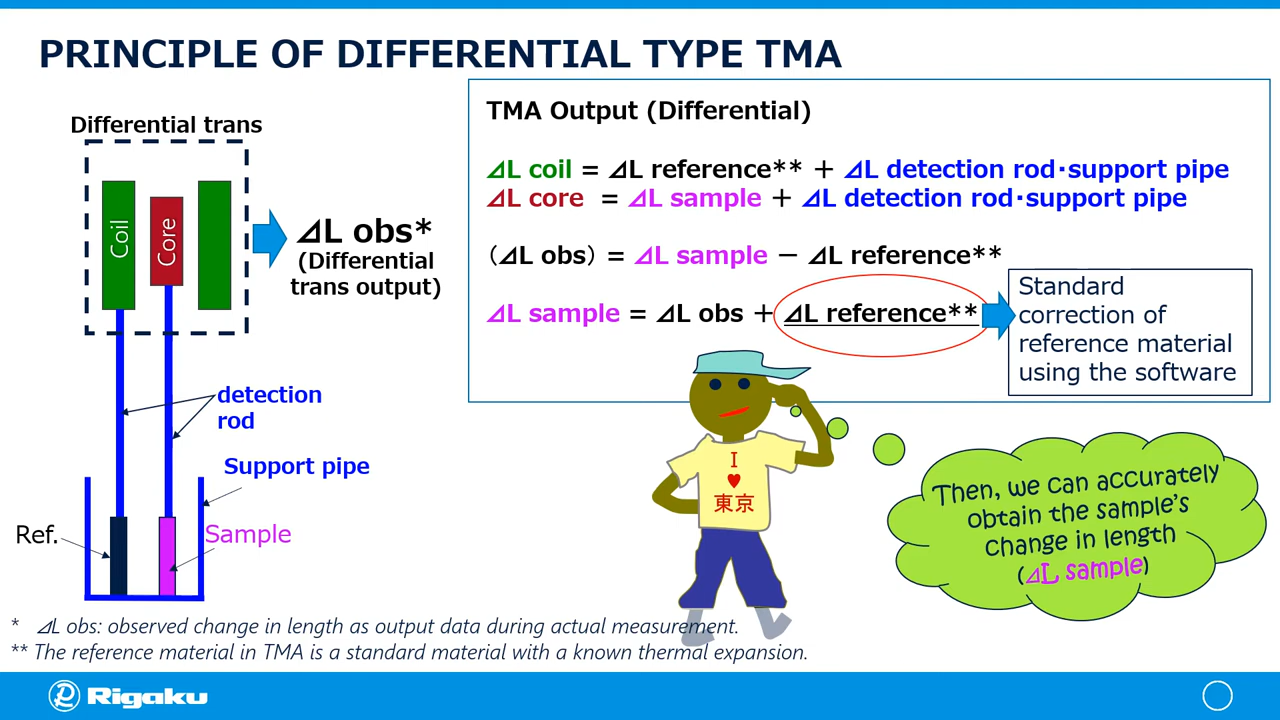 PRINCIPLE OF DIFFERENTIAL TYPE TMA
Differential trans
Coil
Core
⊿L obs*
(Differential
trans output)
detection
rod
Support pipe
Ref.
Sample
TMA Output (Differential)
⊿L coil = ⊿L reference** + ⊿L detection rod・support pipe
⊿L core = ⊿L sample + ⊿L detection rod・support pipe
(⊿L obs) = ⊿L sample − ⊿L reference**
⊿L sample = ⊿L obs + ⊿L reference**
Standard
correction of
reference material
using the software
I
♥
東京
Then, we can accurately
obtain the sample's
change in length
(⊿L sample)
* ⊿L obs: observed change in length as output data during actual measurement.
** The reference material in TMA is a standard material with a known thermal expansion.
Rigaku